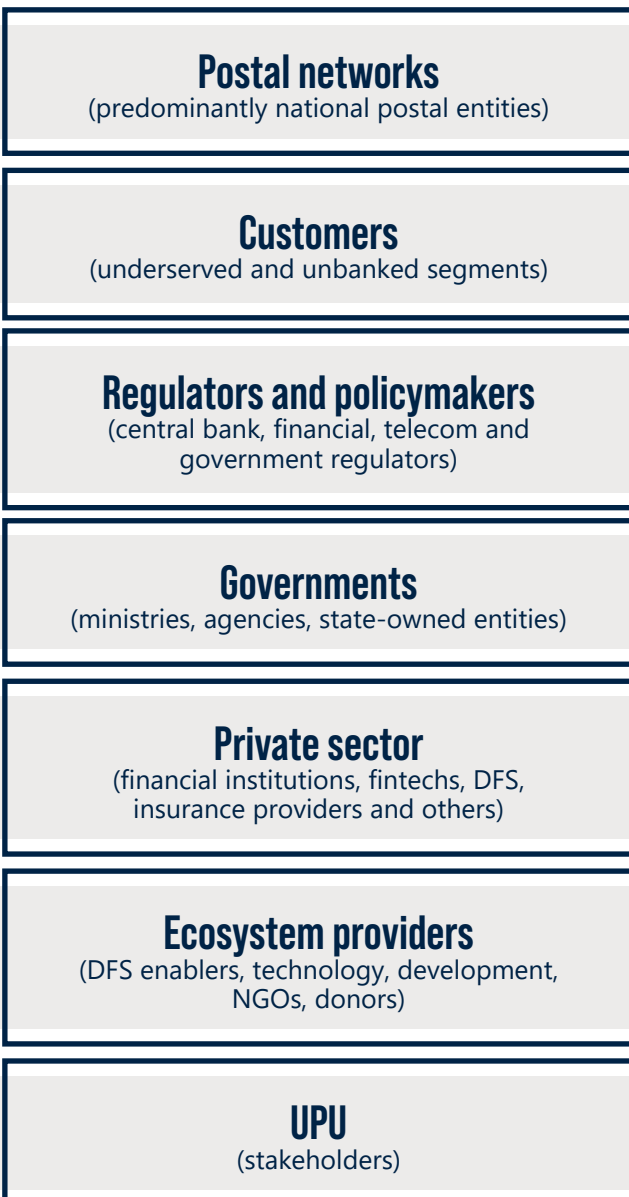 Postal networks
(predominantly national postal entities)
Customers
(underserved and unbanked segments)
Regulators and policymakers
(central bank, financial, telecom and
government regulators)
Governments
(ministries, agencies, state-owned entities)
Private sector
(financial institutions, fintechs, DFS,
insurance providers and others)
Ecosystem providers
(DFS enablers, technology, development,
NGOs, donors)
UPU
(stakeholders)